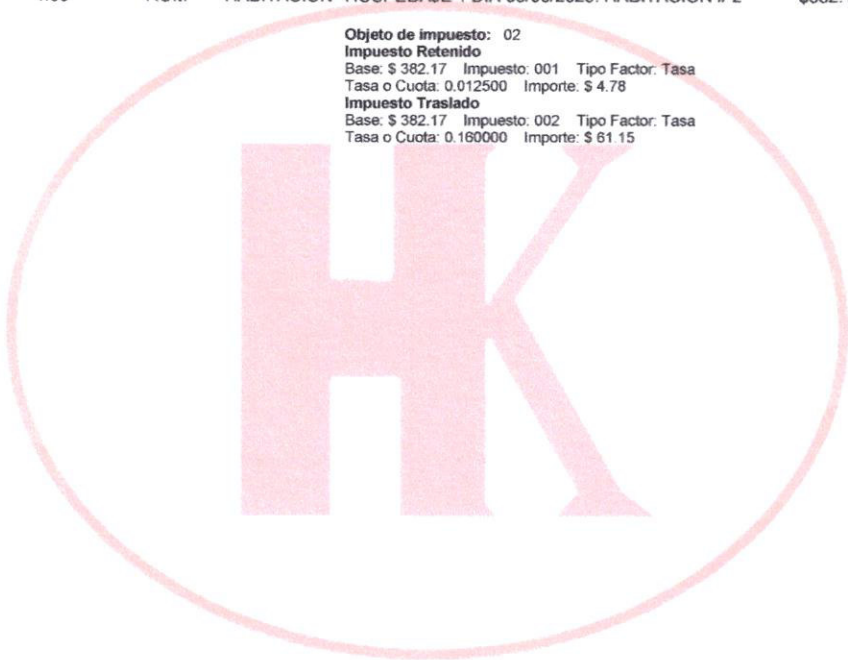 Objeto de impuesto: 02
Impuesto Retenido
Base: $ 382.17 Impuesto: 001 Tipo Factor: Tasa
Tasa o Cuota: 0.012500 Importe: $ 4.78
Impuesto Traslado
Base: $ 382.17 Impuesto: 002 Tipo Factor: Tasa
Tasa o Cuota: 0.160000 Importe: $ 61.15
HK